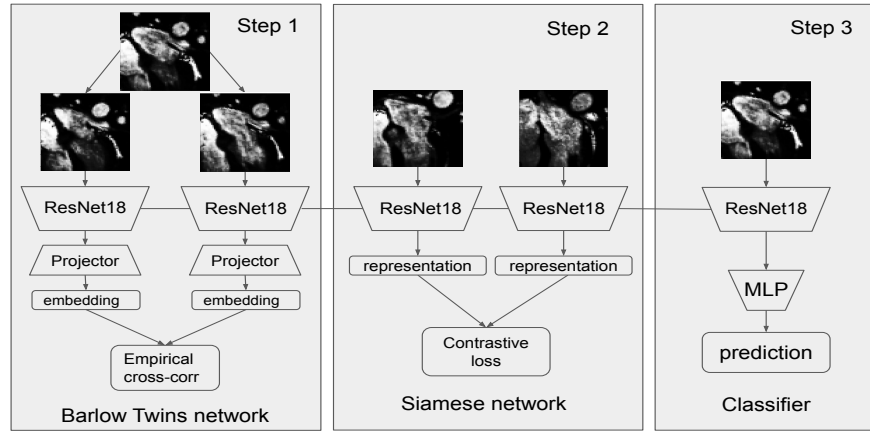 Step 1
ResNet18
ResNet18
Projector
Projector
embedding
embedding
Empirical
cross-corr
Barlow Twins network
Step 2
ResNet18
ResNet18
representation
representation
Contrastive
loss
Siamese network
Step 3
ResNet18
MLP
prediction
Classifier